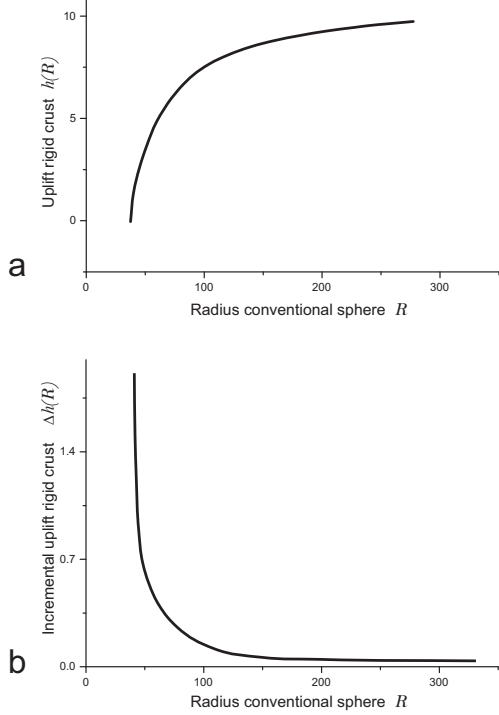 10
5
0
Uplift rigid crust h(R)
a
0
100
200
300
Radius conventional sphere R
1.4
0.7
0.0
Incremental uplift rigid crust Δh(R)
b
0
100
200
300
Radius conventional sphere R